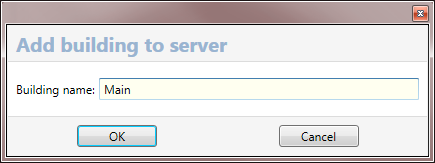 Add building to server
Building name: Main
OK Cancel